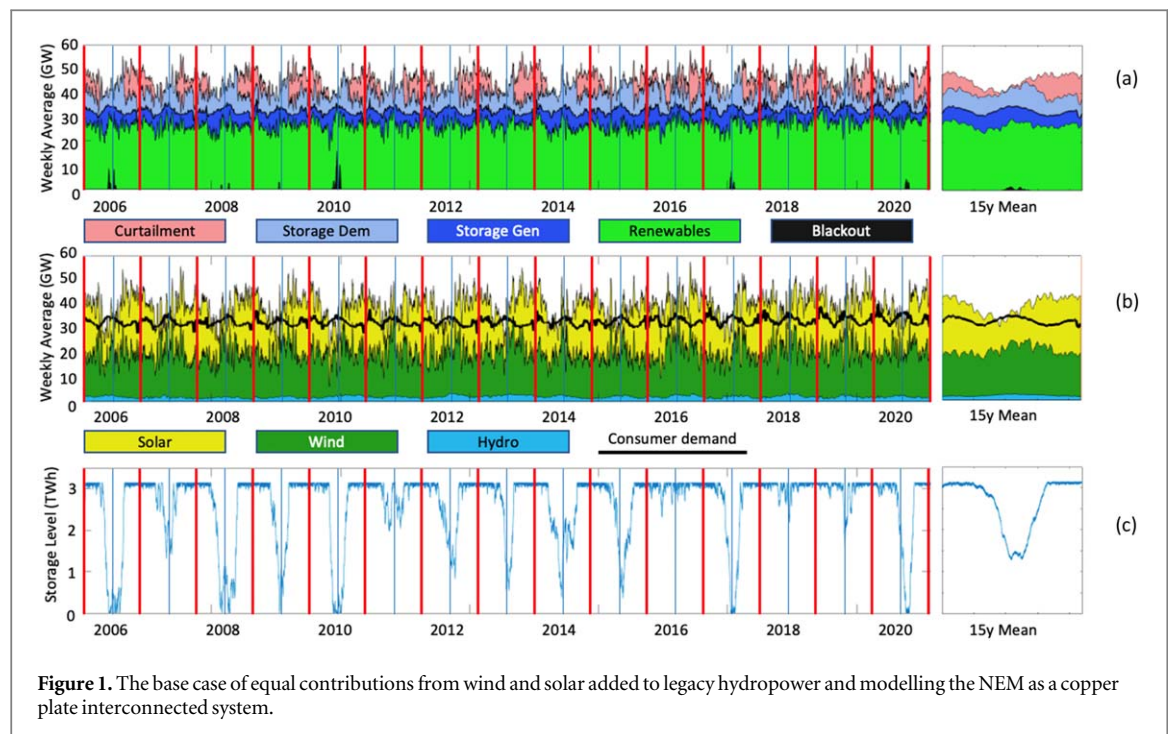 60
50
40
30
20
10
0
Weekly Average (GW)
(a)
2006 2008 2010 2012 2014 2016 2018 2020 15y Mean
Curtailment Storage Dem Storage Gen Renewables Blackout
60
50
40
30
20
10
0
Weekly Average (GW)
(b)
2006 2008 2010 2012 2014 2016 2018 2020 15y Mean
Solar Wind Hydro Consumer demand
3
2
1
0
Storage Level (TWh)
(c)
2006 2008 2010 2012 2014 2016 2018 2020 15y Mean
Figure 1. The base case of equal contributions from wind and solar added to legacy hydropower and modelling the NEM as a copper
plate interconnected system.